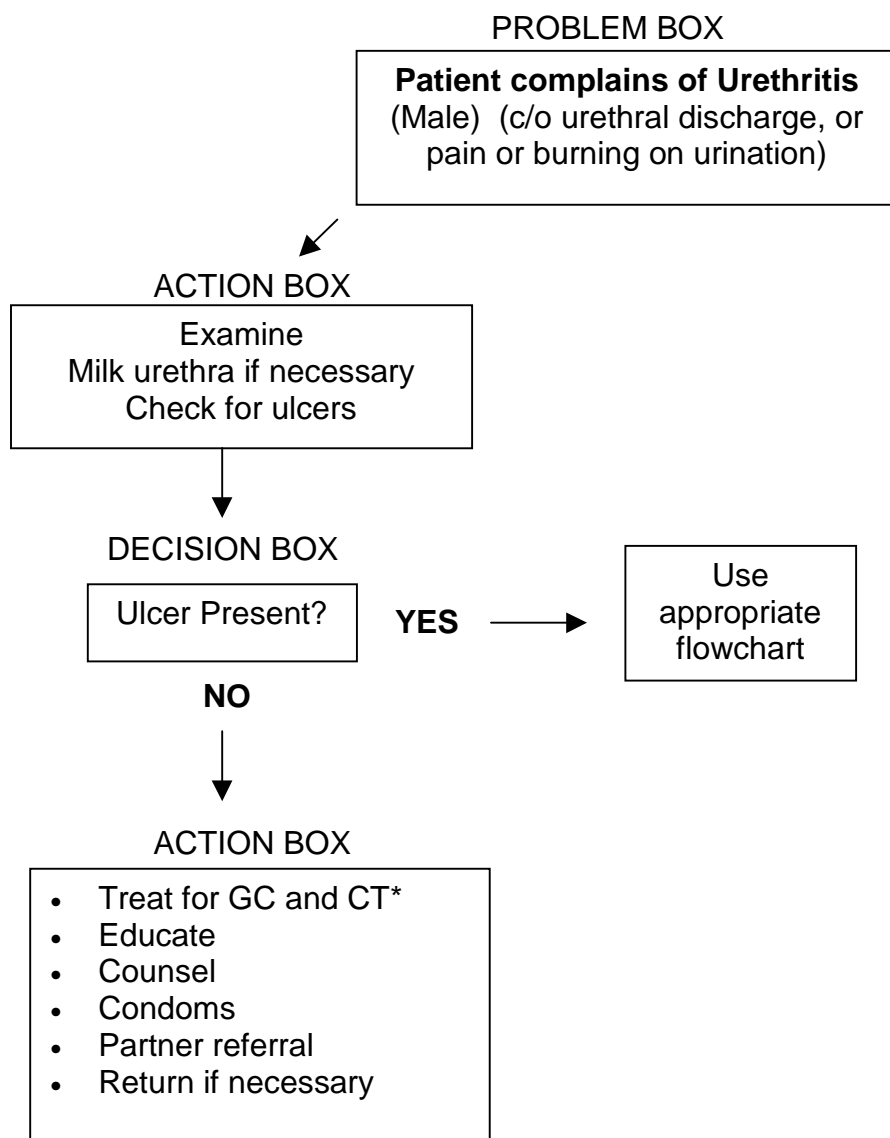 PROBLEM BOX
Patient complains of Urethritis
(Male) (c/o urethral discharge, or
pain or burning on urination)
ACTION BOX
Examine
Milk urethra if necessary
Check for ulcers
DECISION BOX
Ulcer Present?
YES
Use
appropriate
flowchart
NO
ACTION BOX
• Treat for GC and CT*
• Educate
• Counsel
• Condoms
• Partner referral
• Return if necessary